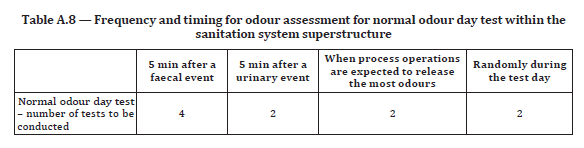 Table A.8 — Frequency and timing for odour assessment for normal odour day test within the
sanitation system superstructure
5 min after a
faecal event
5 min after a
urinary event
When process operations
are expected to release
the most odours
Randomly during
the test day
Normal odour day test
– number of tests to be
conducted
4
2
2
2